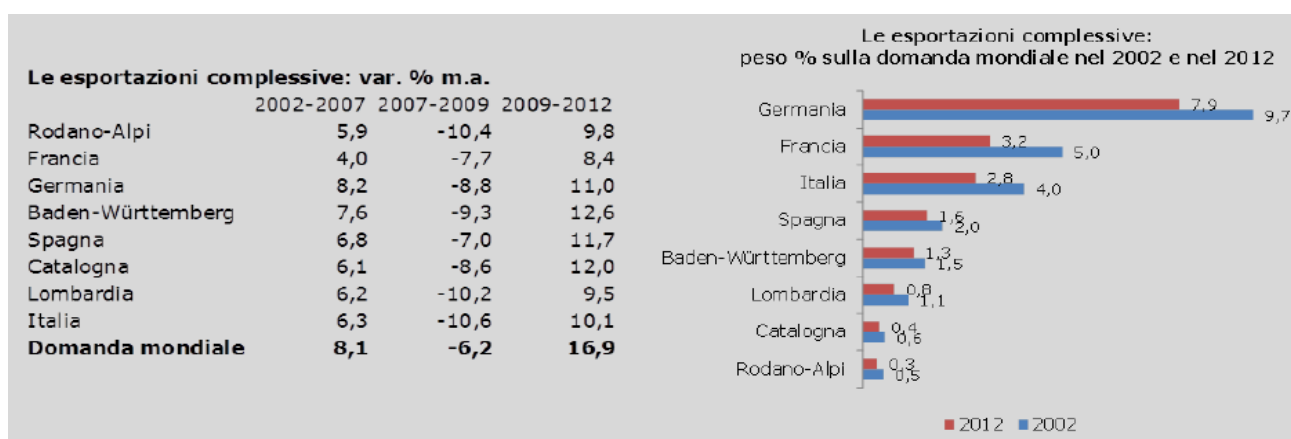 Le esportazioni complessive: var. % m.a.
2002-2007 2007-2009 2009-2012
Rodano-Alpi 5,9 -10,4 9,8
Francia 4,0 -7,7 8,4
Germania 8,2 -8,8 11,0
Baden-Württemberg 7,6 -9,3 12,6
Spagna 6,8 -7,0 11,7
Catalogna 6,1 -8,6 12,0
Lombardia 6,2 -10,2 9,5
Italia 6,3 -10,6 10,1
Domanda mondiale 8,1 -6,2 16,9
Le esportazioni complessive:
peso % sulla domanda mondiale nel 2002 e nel 2012
Germania 7,9 9,7
Francia 3,2 5,0
Italia 2,8 4,0
Spagna 1,6 2,0
Baden-Württemberg 1,3 1,5
Lombardia 0,8 1,1
Catalogna 0,4 0,6
Rodano-Alpi 0,3 0,5
2012 2002